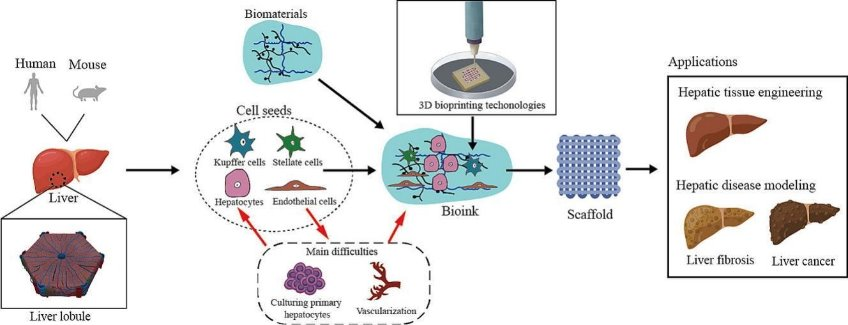 Human
Mouse
Liver
Liver lobule
Biomaterials
Cell seeds
Kupffer cells
Stellate cells
Hepatocytes
Endothelial cells
Main difficulties
Culturing primary
hepatocytes
Vascularization
3D bioprinting techonologies
Bioink
Scaffold
Applications
Hepatic tissue engineering
Hepatic disease modeling
Liver fibrosis
Liver cancer